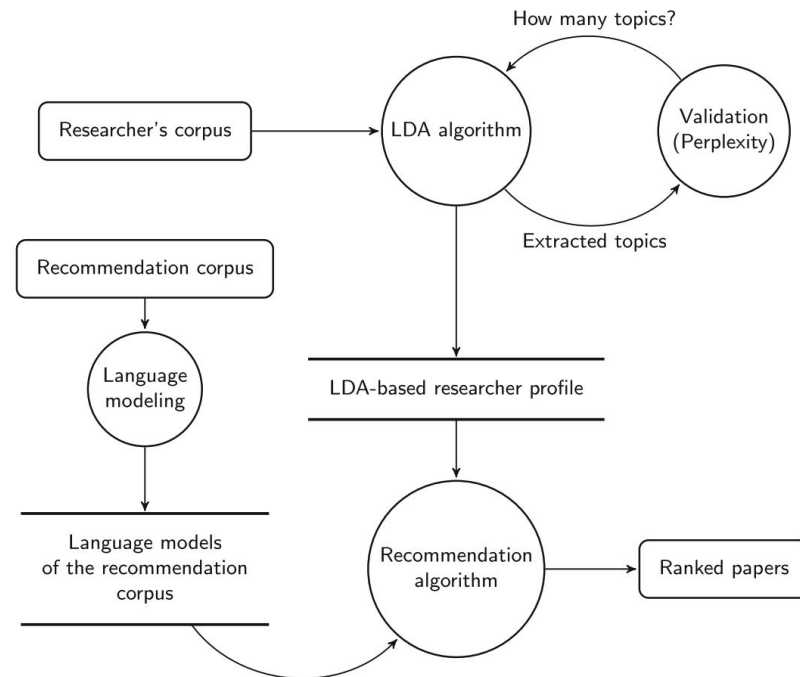 How many topics?
Researcher's corpus
LDA algorithm
Validation
(Perplexity)
Extracted topics
Recommendation corpus
Language
modeling
LDA-based researcher profile
Language models
of the recommendation
corpus
Recommendation
algorithm
Ranked papers